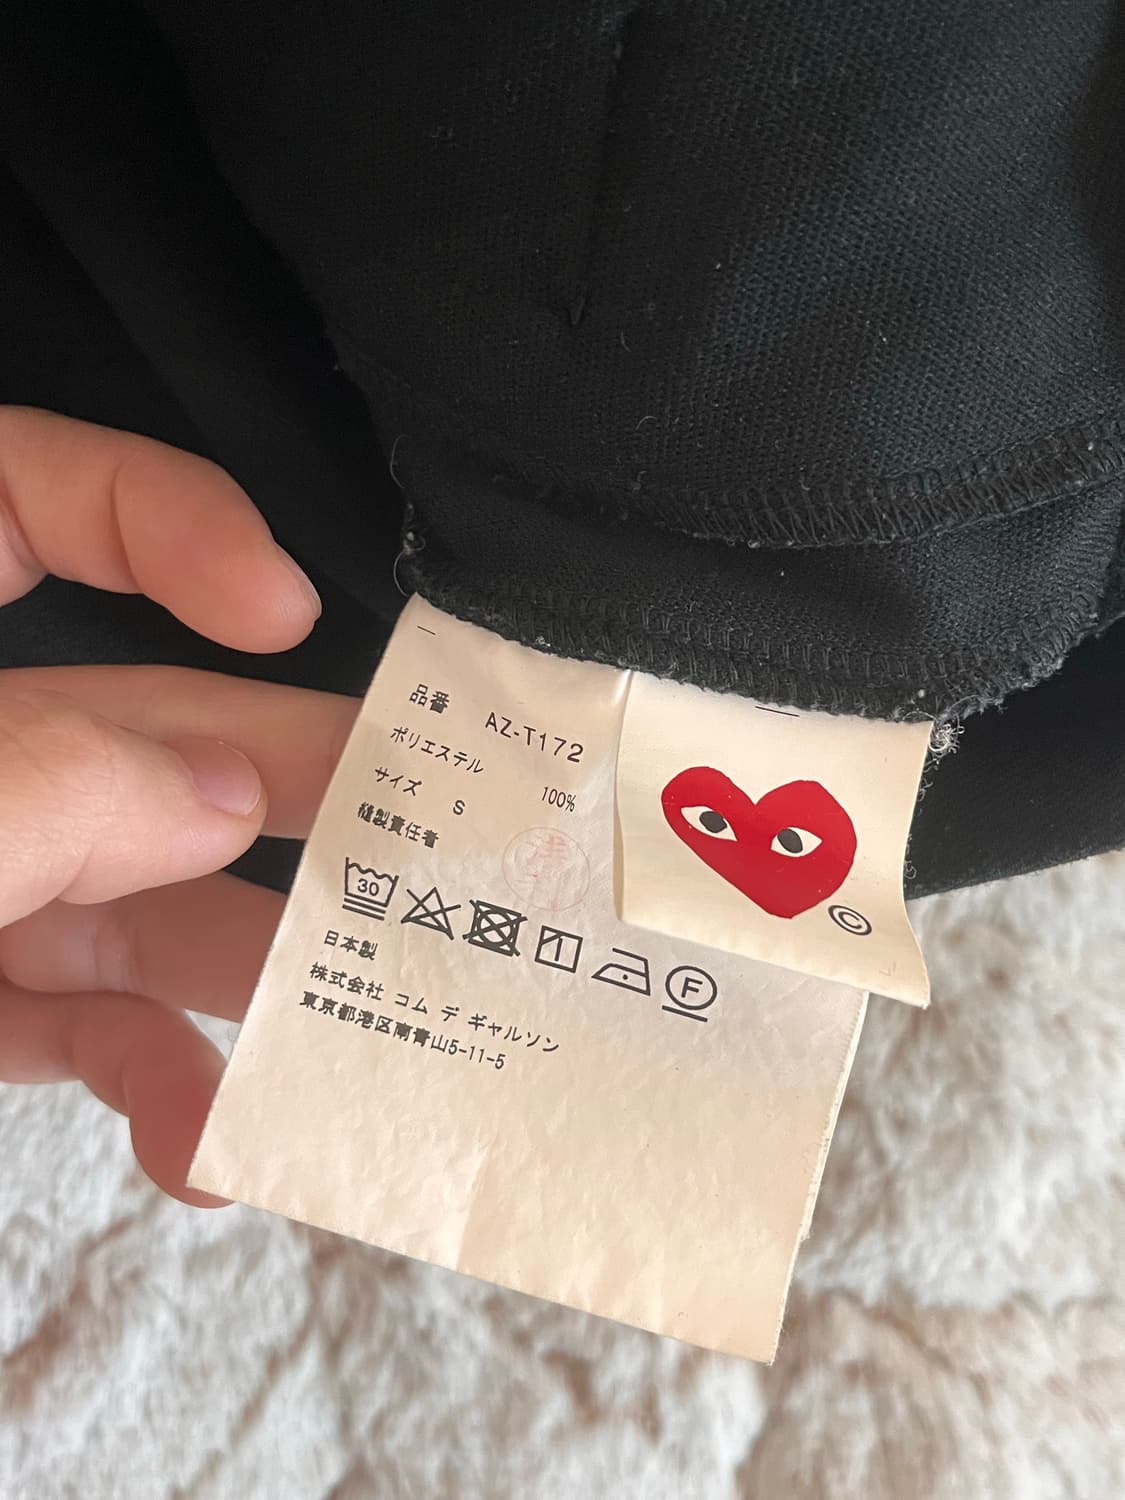 品番 AZ-T172
ポリエステル 100%
サイズ S
縫製責任者
30
F
日本製
株式会社 コム デ ギャルソン
東京都港区南青山5-11-5
©